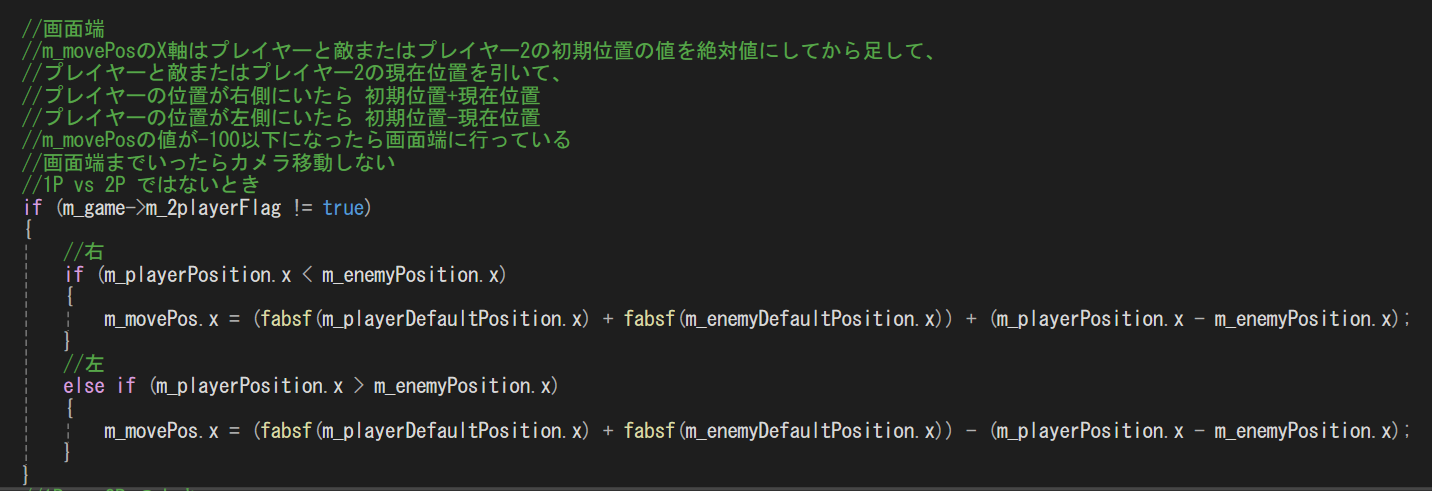 //画面端
//m_movePosのX軸はプレイヤーと敵またはプレイヤー2の初期位置の値を絶対値にしてから足して、
//プレイヤーと敵またはプレイヤー2の現在位置を引いて、
//プレイヤーの位置が右側にいたら 初期位置+現在位置
//プレイヤーの位置が左側にいたら 初期位置-現在位置
//m_movePosの値が-100以下になったら画面端に行っている
//画面端までいったらカメラ移動しない
//1P vs 2P ではないとき
if (m_game->m_2playerFlag != true)
{
    //右
    if (m_playerPosition.x < m_enemyPosition.x)
    {
        m_movePos.x = (fabsf(m_playerDefaultPosition.x) + fabsf(m_enemyDefaultPosition.x)) + (m_playerPosition.x - m_enemyPosition.x);
    }
    //左
    else if (m_playerPosition.x > m_enemyPosition.x)
    {
        m_movePos.x = (fabsf(m_playerDefaultPosition.x) + fabsf(m_enemyDefaultPosition.x)) - (m_playerPosition.x - m_enemyPosition.x);
    }
}